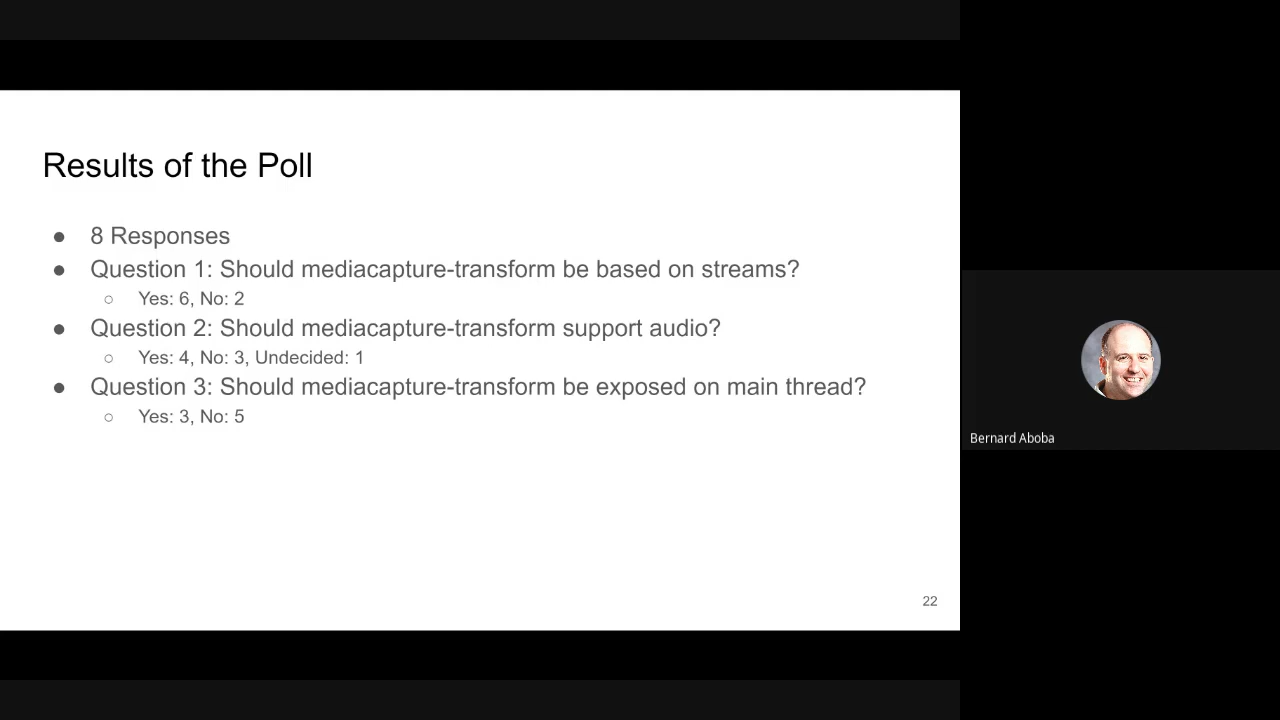 Results of the Poll
● 8 Responses
● Question 1: Should mediacapture-transform be based on streams?
○ Yes: 6, No: 2
● Question 2: Should mediacapture-transform support audio?
○ Yes: 4, No: 3, Undecided: 1
● Question 3: Should mediacapture-transform be exposed on main thread?
○ Yes: 3, No: 5
22
Bernard Aboba